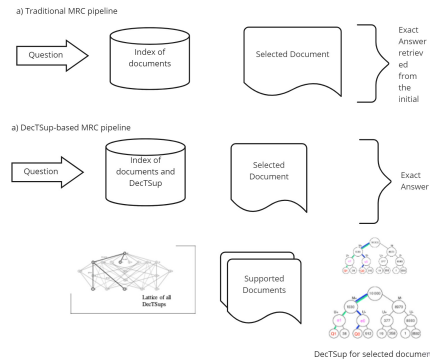 a) Traditional MRC pipeline
Question
Index of
documents
Selected Document
Exact
Answer
retriev
ed
from
the
initial
a) DecTSup-based MRC pipeline
Question
Index of
documents and
DecTSup
Selected
Document
Exact
Answer
Lattice of all
DecTSups
Supported
Documents
DecTSup for selected documen